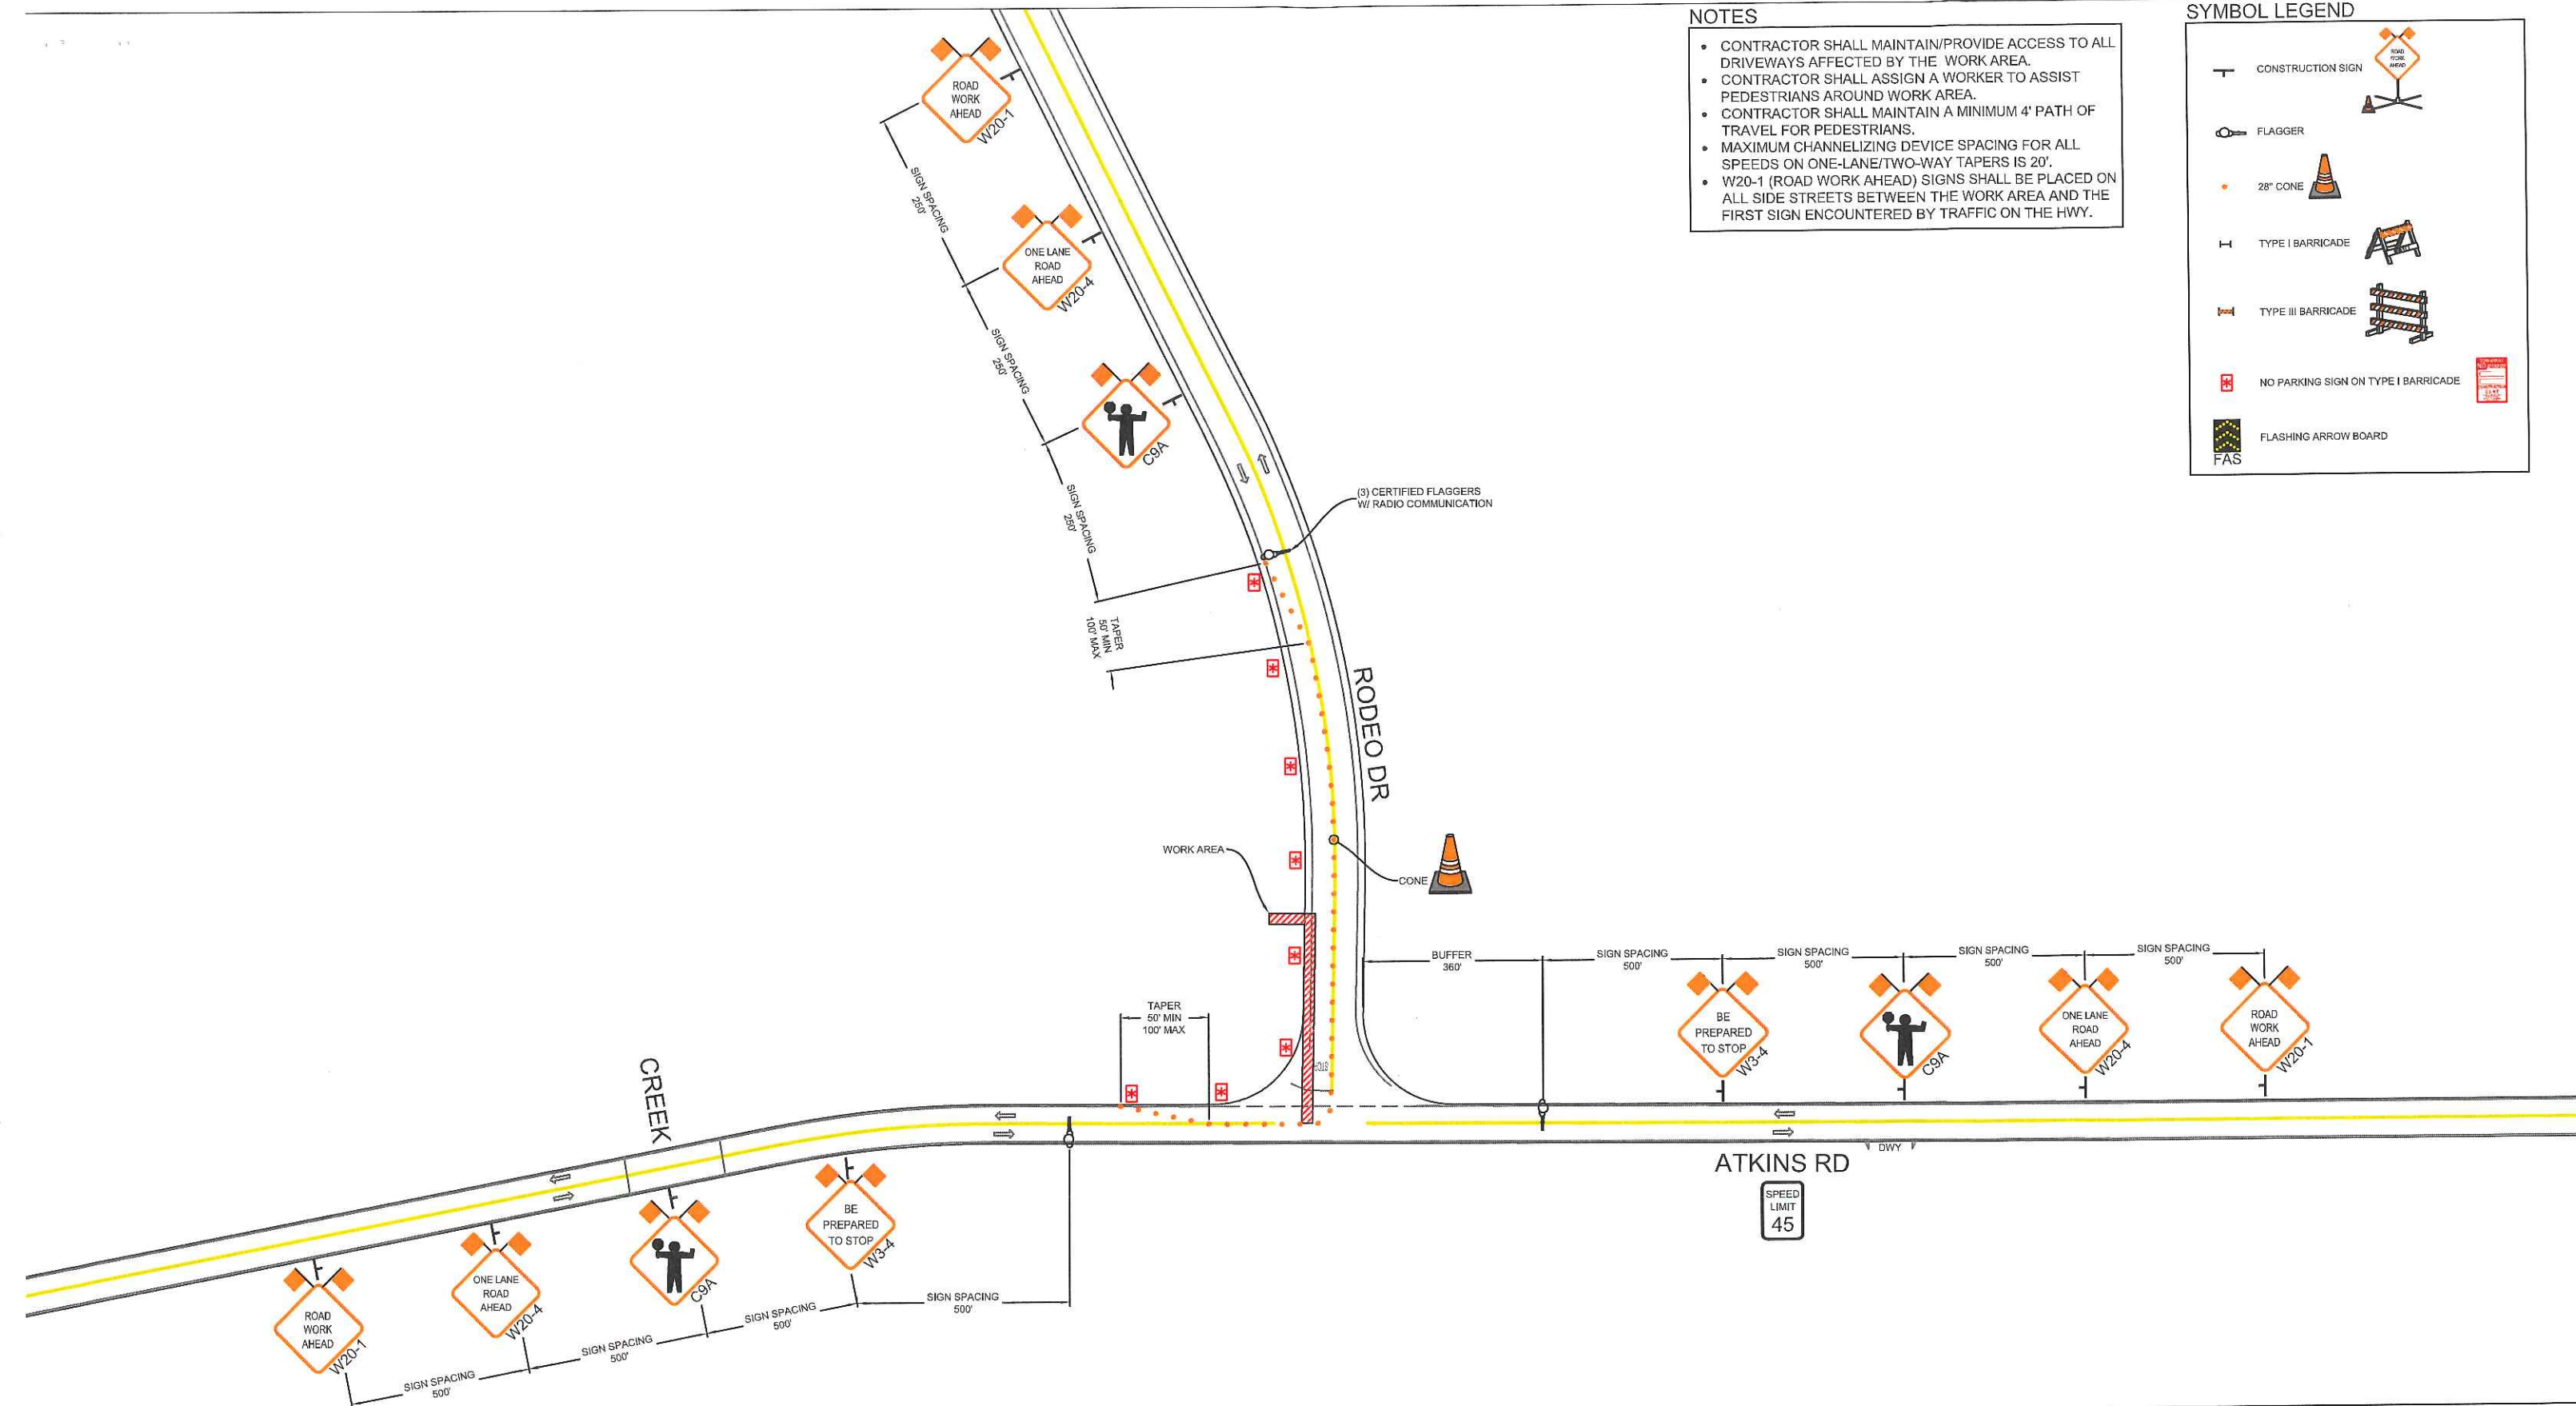 NOTES
• CONTRACTOR SHALL MAINTAIN/PROVIDE ACCESS TO ALL
DRIVEWAYS AFFECTED BY THE WORK AREA.
• CONTRACTOR SHALL ASSIGN A WORKER TO ASSIST
PEDESTRIANS AROUND WORK AREA.
• CONTRACTOR SHALL MAINTAIN A MINIMUM 4' PATH OF
TRAVEL FOR PEDESTRIANS.
• MAXIMUM CHANNELIZING DEVICE SPACING FOR ALL
SPEEDS ON ONE-LANE/TWO-WAY TAPERS IS 20'.
• W20-1 (ROAD WORK AHEAD) SIGNS SHALL BE PLACED ON
ALL SIDE STREETS BETWEEN THE WORK AREA AND THE
FIRST SIGN ENCOUNTERED BY TRAFFIC ON THE HWY.
SYMBOL LEGEND
CONSTRUCTION SIGN
ROAD
WORK
AHEAD
FLAGGER
28" CONE
TYPE I BARRICADE
TYPE III BARRICADE
NO PARKING SIGN ON TYPE I BARRICADE
FLASHING ARROW BOARD
FAS
ROAD
WORK
AHEAD
W20-1
SIGN SPACING
250'
ONE LANE
ROAD
AHEAD
W20-4
SIGN SPACING
250'
C9A
SIGN SPACING
250'
(3) CERTIFIED FLAGGERS
W/ RADIO COMMUNICATION
TAPER
50' MIN
100' MAX
RODEO DR
WORK AREA
CONE
STOP
TAPER
50' MIN
100' MAX
BUFFER
360'
SIGN SPACING
500'
SIGN SPACING
500'
SIGN SPACING
500'
SIGN SPACING
500'
BE
PREPARED
TO STOP
W3-4
C9A
ONE LANE
ROAD
AHEAD
W20-4
ROAD
WORK
AHEAD
W20-1
DWY
ATKINS RD
SPEED
LIMIT
45
CREEK
BE
PREPARED
TO STOP
W3-4
C9A
ONE LANE
ROAD
AHEAD
W20-4
ROAD
WORK
AHEAD
W20-1
SIGN SPACING
500'
SIGN SPACING
500'
SIGN SPACING
500'
SIGN SPACING
500'